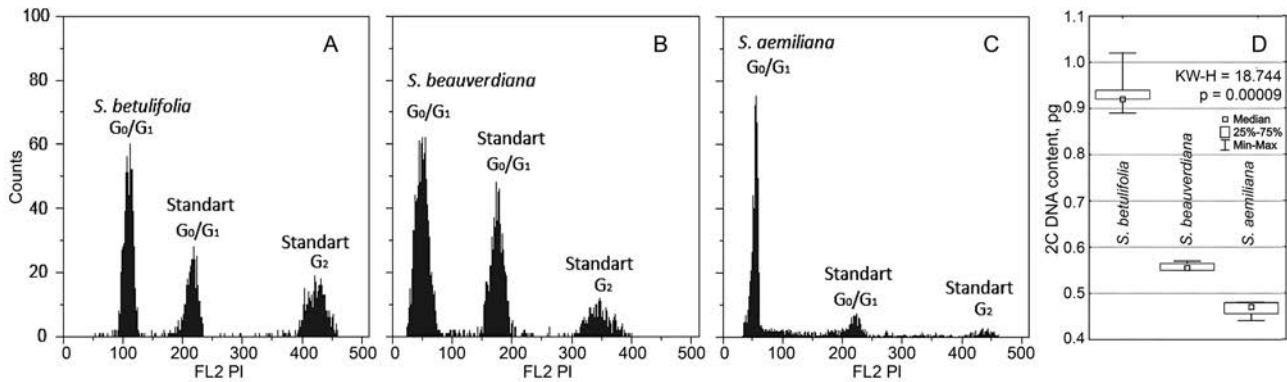 A
B
C
D
100
80
60
40
20
0
Counts
S. betulifolia
G₀/G₁
Standart
G₀/G₁
Standart
G₂
0
100
200
300
400
500
FL2 PI
S. beauverdiana
G₀/G₁
Standart
G₀/G₁
Standart
G₂
0
100
200
300
400
500
FL2 PI
S. aemiliana
G₀/G₁
Standart
G₀/G₁
Standart
G₂
0
100
200
300
400
500
FL2 PI
1.1
1.0
0.9
0.8
0.7
0.6
0.5
0.4
2C DNA content, pg
KW-H = 18.744
p = 0.00009
Median
25%-75%
Min-Max
S. betulifolia
S. beauverdiana
S. aemiliana